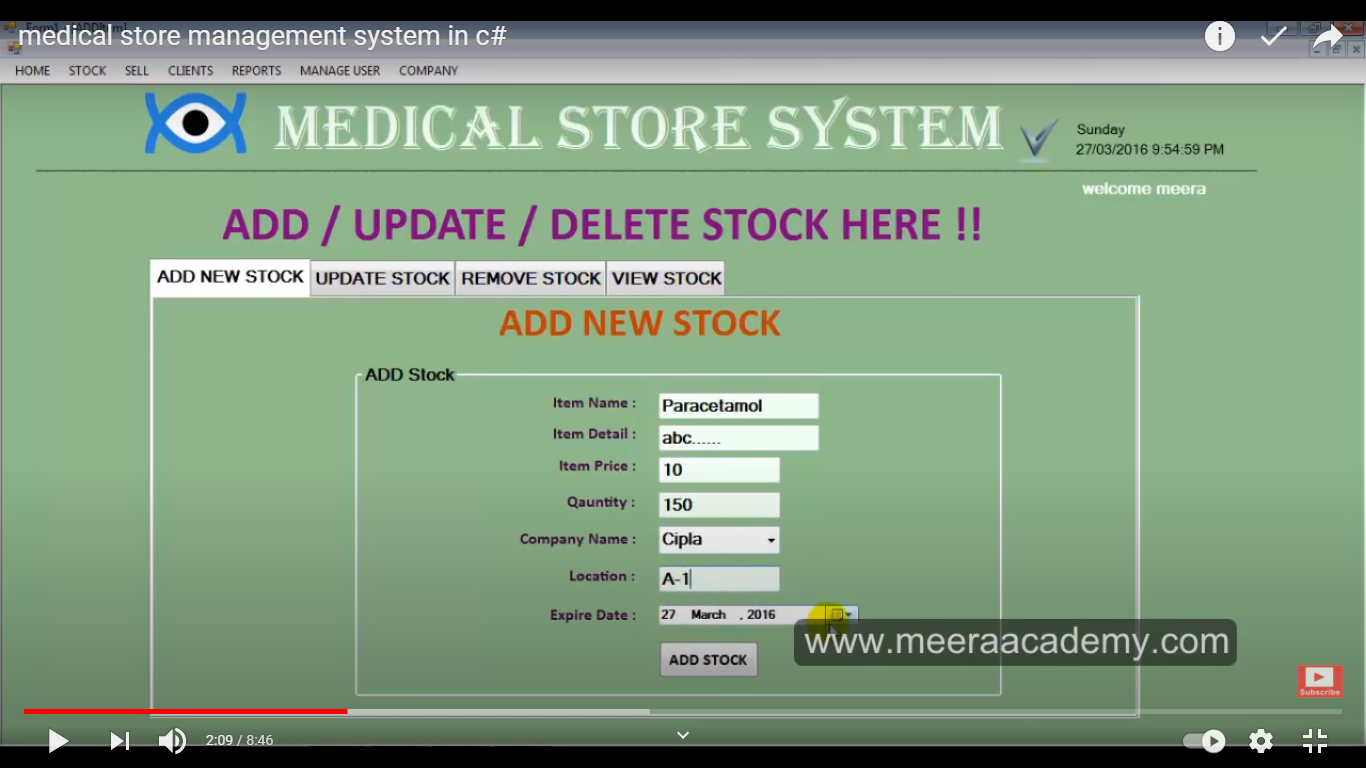 medical store management system in c#
HOME STOCK SELL CLIENTS REPORTS MANAGE USER COMPANY
MEDICAL STORE SYSTEM
Sunday
27/03/2016 9:54:59 PM
welcome meera
ADD / UPDATE / DELETE STOCK HERE !!
ADD NEW STOCK UPDATE STOCK REMOVE STOCK VIEW STOCK
ADD NEW STOCK
ADD Stock
Item Name : Paracetamol
Item Detail : abc......
Item Price : 10
Qauntity : 150
Company Name : Cipla
Location : A-1
Expire Date : 27 March , 2016
www.meeraacademy.com
ADD STOCK
Subscribe
2:09 / 8:46